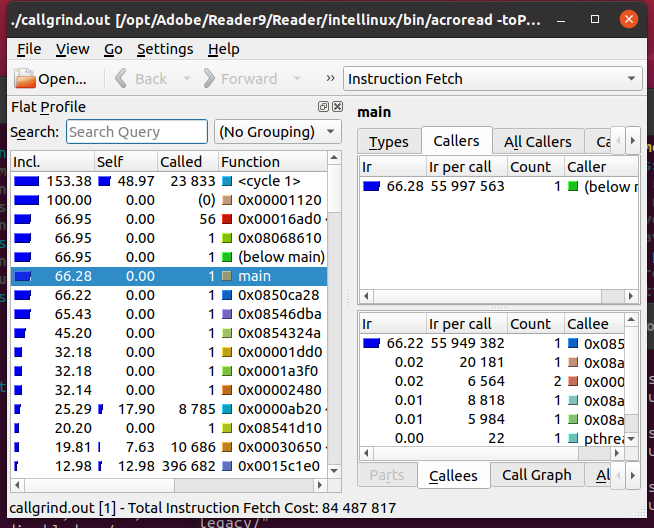 ./callgrind.out [/opt/Adobe/Reader9/Reader/intellinux/bin/acroread -toP...
File View Go Settings Help
Open... Back Forward » Instruction Fetch
Flat Profile
Search: Search Query (No Grouping)
Incl. Self Called Function
153.38 48.97 23 833 <cycle 1>
100.00 0.00 (0) 0x00001120
66.95 0.00 56 0x00016ad0
66.95 0.00 1 0x08068610
66.95 0.00 1 (below main)
66.28 0.00 1 main
66.22 0.00 1 0x0850ca28
65.43 0.00 1 0x08546dba
45.20 0.00 1 0x0854324a
32.18 0.00 1 0x00001dd0
32.18 0.00 1 0x0001a3f0
32.14 0.00 1 0x00002480
25.29 17.90 8 785 0x0000ab20
20.20 0.00 1 0x08541d10
19.81 7.63 10 686 0x00030650
12.98 12.98 396 682 0x0015c1e0
main
Types Callers All Callers Ca
Ir Ir per call Count Caller
66.28 55 997 563 1 (below r
Ir Ir per call Count Callee
66.22 55 949 382 1 0x085
0.02 20 181 1 0x08a
0.02 6 564 2 0x000
0.01 8 818 1 0x08a
0.01 5 984 1 0x08a
0.00 22 1 pthrea
Parts Callees Call Graph Al
callgrind.out [1] - Total Instruction Fetch Cost: 84 487 817
legacy/"